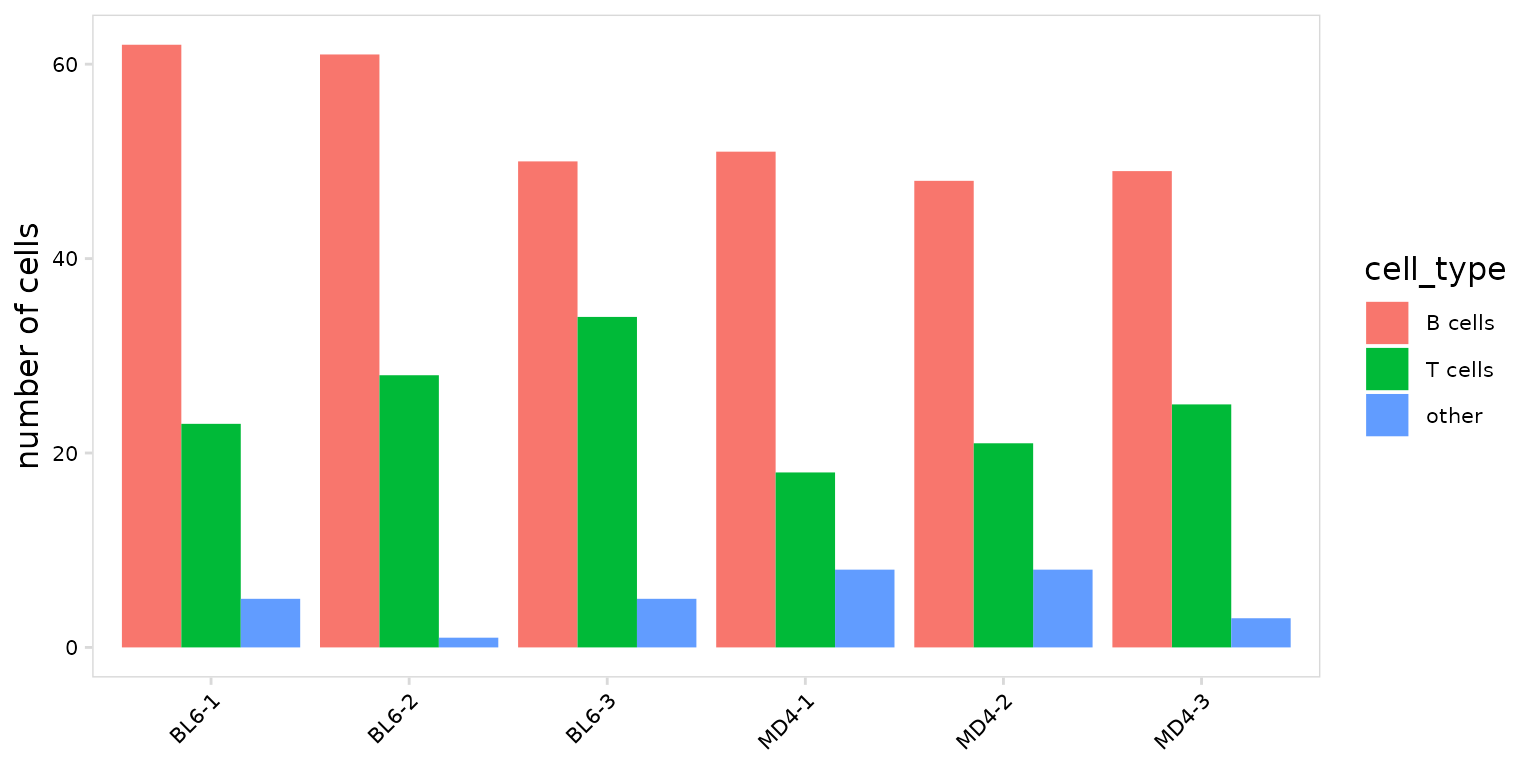 number of cells
60
40
20
0
BL6-1
BL6-2
BL6-3
MD4-1
MD4-2
MD4-3
cell_type
B cells
T cells
other